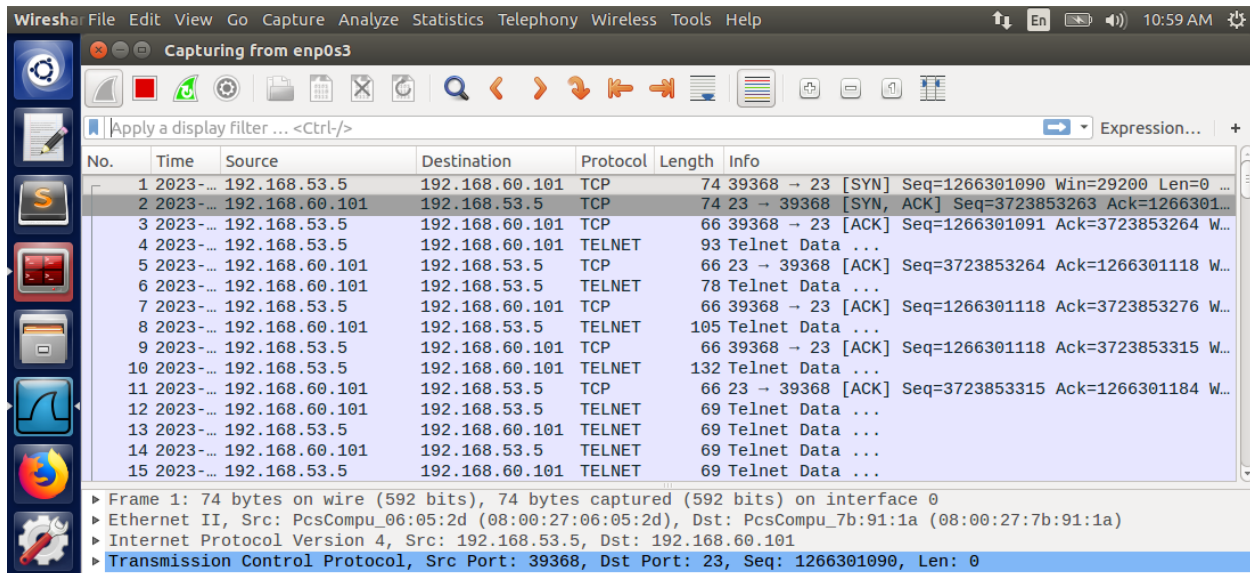 Wireshar File Edit View Go Capture Analyze Statistics Telephony Wireless Tools Help En 10:59 AM
Capturing from enp0s3
Apply a display filter … <Ctrl-/> Expression… +
No. Time Source Destination Protocol Length Info
1 2023-… 192.168.53.5 192.168.60.101 TCP 74 39368 → 23 [SYN] Seq=1266301090 Win=29200 Len=0 …
2 2023-… 192.168.60.101 192.168.53.5 TCP 74 23 → 39368 [SYN, ACK] Seq=3723853263 Ack=1266301…
3 2023-… 192.168.53.5 192.168.60.101 TCP 66 39368 → 23 [ACK] Seq=1266301091 Ack=3723853264 W…
4 2023-… 192.168.53.5 192.168.60.101 TELNET 93 Telnet Data ...
5 2023-… 192.168.60.101 192.168.53.5 TCP 66 23 → 39368 [ACK] Seq=3723853264 Ack=1266301118 W…
6 2023-… 192.168.60.101 192.168.53.5 TELNET 78 Telnet Data ...
7 2023-… 192.168.53.5 192.168.60.101 TCP 66 39368 → 23 [ACK] Seq=1266301118 Ack=3723853276 W…
8 2023-… 192.168.60.101 192.168.53.5 TELNET 105 Telnet Data ...
9 2023-… 192.168.53.5 192.168.60.101 TCP 66 39368 → 23 [ACK] Seq=1266301118 Ack=3723853315 W…
10 2023-… 192.168.53.5 192.168.60.101 TELNET 132 Telnet Data ...
11 2023-… 192.168.60.101 192.168.53.5 TCP 66 23 → 39368 [ACK] Seq=3723853315 Ack=1266301184 W…
12 2023-… 192.168.60.101 192.168.53.5 TELNET 69 Telnet Data ...
13 2023-… 192.168.53.5 192.168.60.101 TELNET 69 Telnet Data ...
14 2023-… 192.168.60.101 192.168.53.5 TELNET 69 Telnet Data ...
15 2023-… 192.168.53.5 192.168.60.101 TELNET 69 Telnet Data ...
Frame 1: 74 bytes on wire (592 bits), 74 bytes captured (592 bits) on interface 0
Ethernet II, Src: PcsCompu_06:05:2d (08:00:27:06:05:2d), Dst: PcsCompu_7b:91:1a (08:00:27:7b:91:1a)
Internet Protocol Version 4, Src: 192.168.53.5, Dst: 192.168.60.101
Transmission Control Protocol, Src Port: 39368, Dst Port: 23, Seq: 1266301090, Len: 0